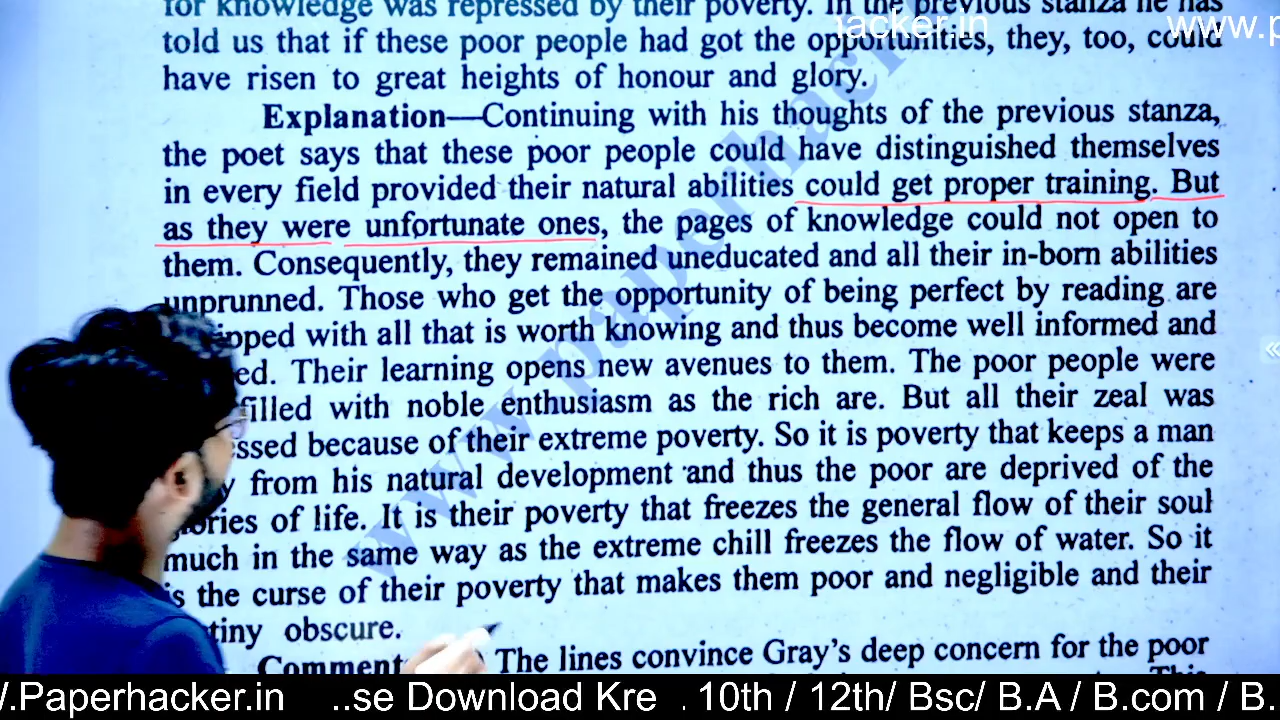 for knowledge was repressed by their poverty. In the previous stanza he has
hacker.in www.p
told us that if these poor people had got the opportunities, they, too, could
have risen to great heights of honour and glory.
Explanation—Continuing with his thoughts of the previous stanza,
the poet says that these poor people could have distinguished themselves
in every field provided their natural abilities could get proper training. But
as they were unfortunate ones, the pages of knowledge could not open to
them. Consequently, they remained uneducated and all their in-born abilities
unprunned. Those who get the opportunity of being perfect by reading are
ipped with all that is worth knowing and thus become well informed and
ed. Their learning opens new avenues to them. The poor people were
filled with noble enthusiasm as the rich are. But all their zeal was
essed because of their extreme poverty. So it is poverty that keeps a man
y from his natural development and thus the poor are deprived of the
glories of life. It is their poverty that freezes the general flow of their soul
much in the same way as the extreme chill freezes the flow of water. So it
is the curse of their poverty that makes them poor and negligible and their
tiny obscure.
Comment The lines convince Gray's deep concern for the poor
www.paperhacker
.Paperhacker.in ..se Download Kre . 10th / 12th/ Bsc/ B.A / B.com / B.